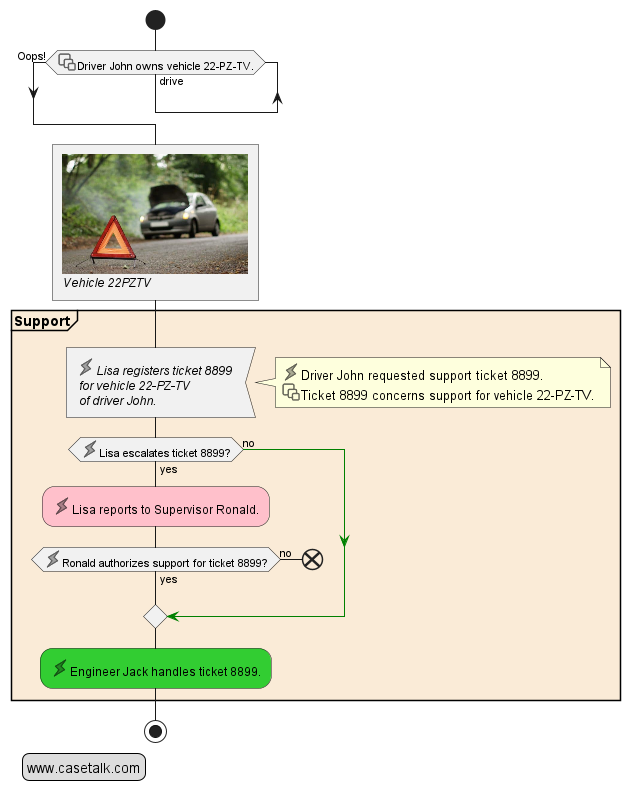 Oops!
Driver John owns vehicle 22-PZ-TV.
drive
Vehicle 22PZTV
Support
Lisa registers ticket 8899
for vehicle 22-PZ-TV
of driver John.
Driver John requested support ticket 8899.
Ticket 8899 concerns support for vehicle 22-PZ-TV.
Lisa escalates ticket 8899?
no
yes
Lisa reports to Supervisor Ronald.
Ronald authorizes support for ticket 8899?
no
yes
Engineer Jack handles ticket 8899.
www.casetalk.com